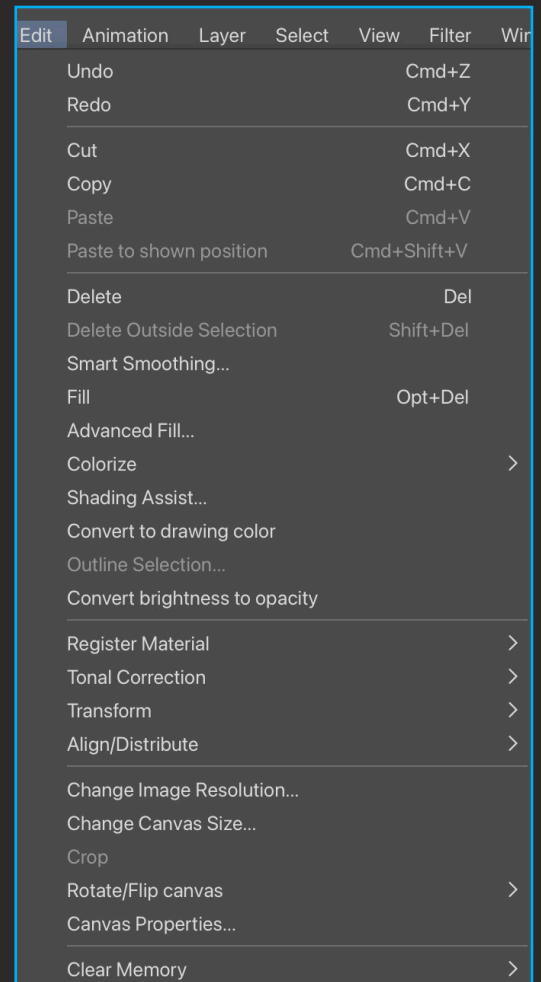 Edit Animation Layer Select View Filter
Undo Cmd+Z
Redo Cmd+Y
Cut Cmd+X
Copy Cmd+C
Paste Cmd+V
Paste to shown position Cmd+Shift+V
Delete Del
Delete Outside Selection Shift+Del
Smart Smoothing...
Fill Opt+Del
Advanced Fill...
Colorize
Shading Assist...
Convert to drawing color
Outline Selection...
Convert brightness to opacity
Register Material
Tonal Correction
Transform
Align/Distribute
Change Image Resolution...
Change Canvas Size...
Crop
Rotate/Flip canvas
Canvas Properties...
Clear Memory